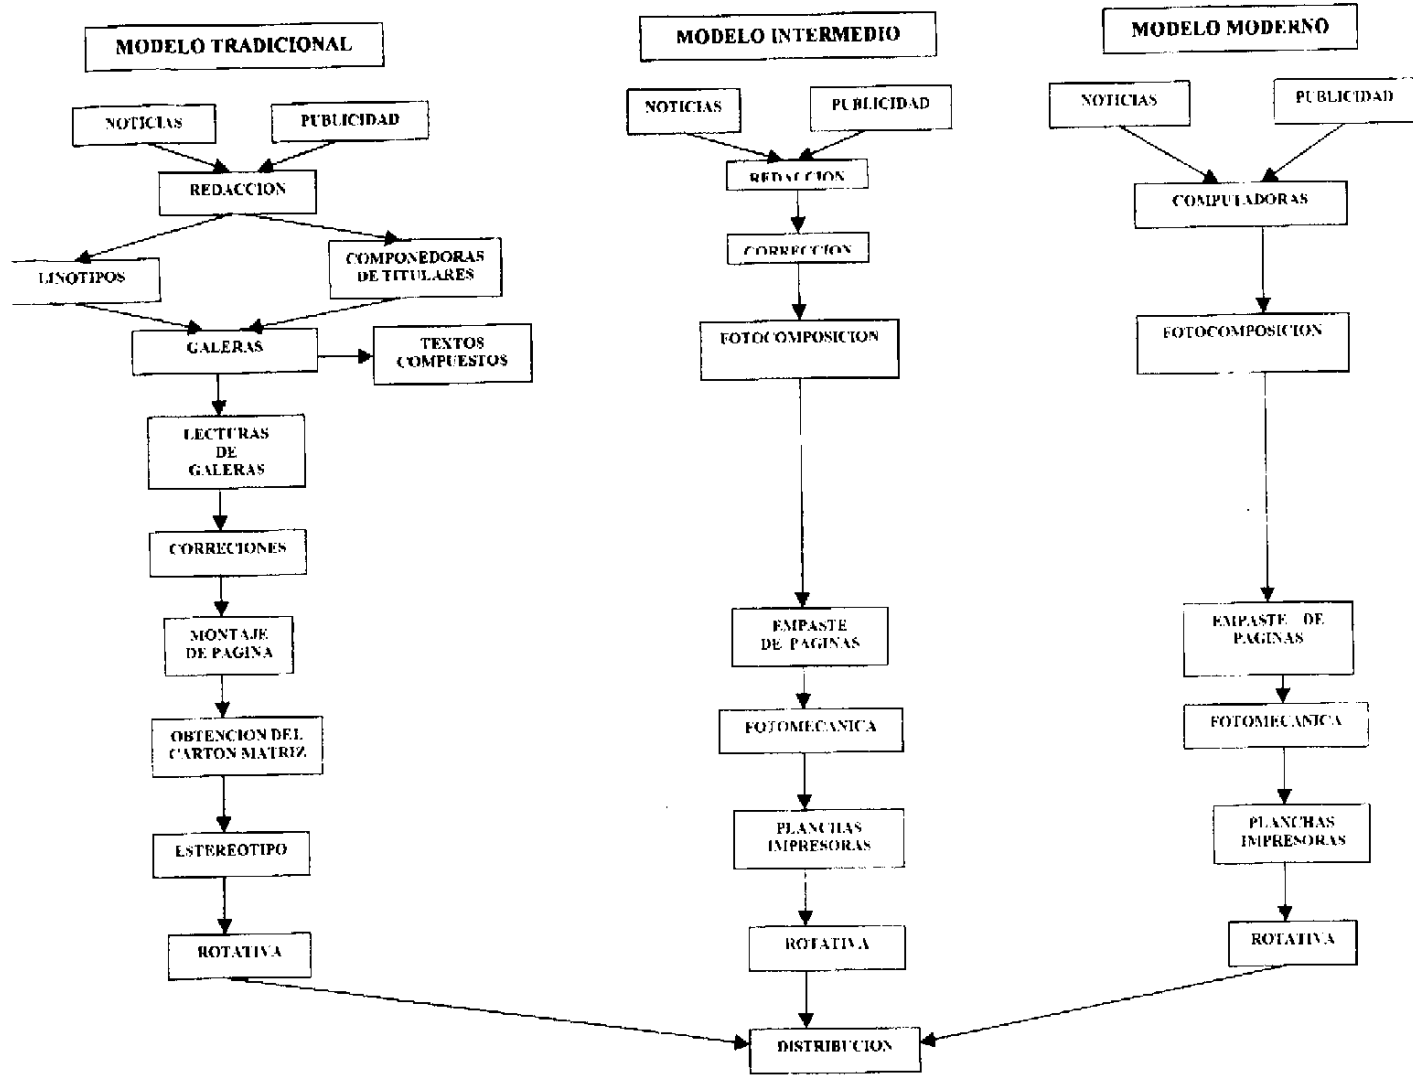 MODELO TRADICIONAL
NOTICIAS
PUBLICIDAD
REDACCION
LINOTIPOS
COMPONEDORAS
DE TITULARES
GALERAS
TEXTOS
COMPUESTOS
LECTURAS
DE
GALERAS
CORRECIONES
MONTAJE
DE PAGINA
OBTENCION DEL
CARTON MATRIZ
ESTEREOTIPO
ROTATIVA
MODELO INTERMEDIO
NOTICIAS
PUBLICIDAD
REDACCION
CORRECCION
FOTOCOMPOSICION
EMPASTE
DE PAGINAS
FOTOMECANICA
PLANCHAS
IMPRESORAS
ROTATIVA
MODELO MODERNO
NOTICIAS
PUBLICIDAD
COMPUTADORAS
FOTOCOMPOSICION
EMPASTE DE
PAGINAS
FOTOMECANICA
PLANCHAS
IMPRESORAS
ROTATIVA
DISTRIBUCION